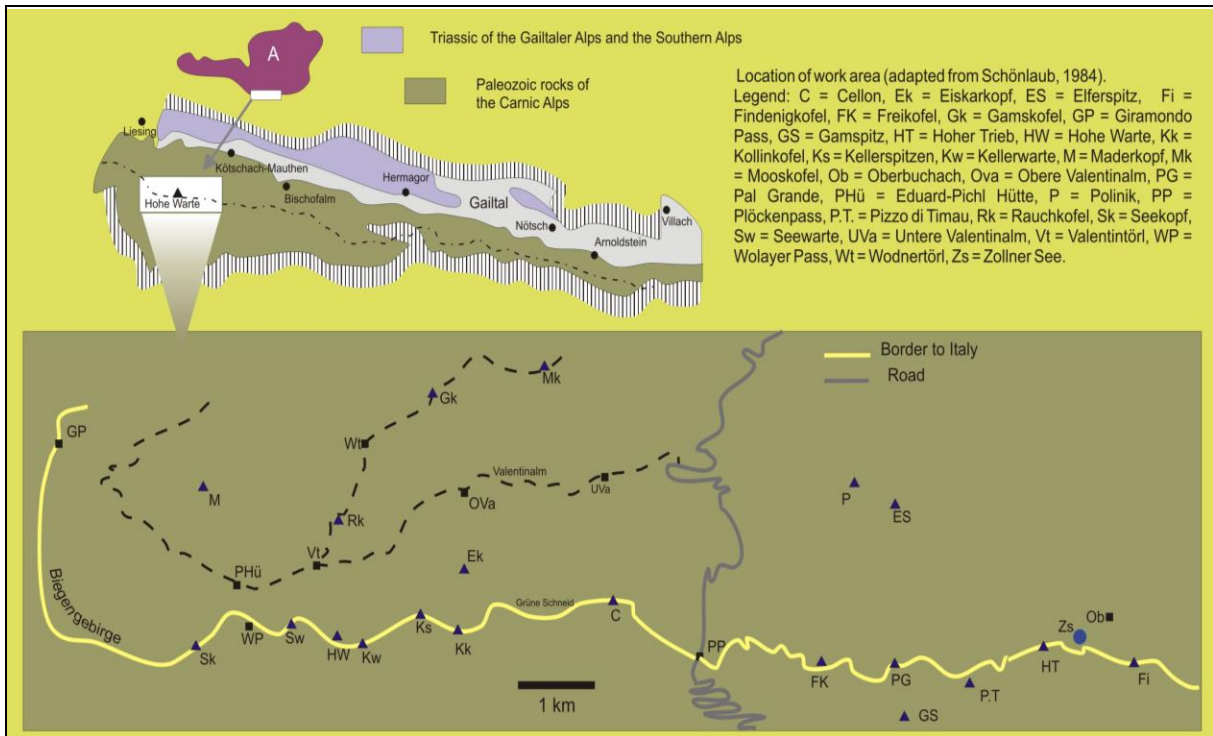 A
Triassic of the Gailtaler Alps and the Southern Alps
Paleozoic rocks of
the Carnic Alps
Location of work area (adapted from Schönlaub, 1984).
Legend: C = Cellon, Ek = Eiskarkopf, ES = Elferspitz, Fi =
Findenigkofel, FK = Freikofel, Gk = Gamskofel, GP = Giramondo
Pass, GS = Gamspitz, HT = Hoher Trieb, HW = Hohe Warte, Kk =
Kollinkofel, Ks = Kellerspitzen, Kw = Kellerwarte, M = Maderkopf, Mk
= Mooskofel, Ob = Oberbuchach, Ova = Obere Valentinalm, PG =
Pal Grande, PHü = Eduard-Pichl Hütte, P = Polinik, PP =
Plöckenpass, P.T. = Pizzo di Timau, Rk = Rauchkofel, Sk = Seekopf,
Sw = Seewarte, UVa = Untere Valentinalm, Vt = Valentintörl, WP =
Wolayer Pass, Wt = Wodnertörl, Zs = Zollner See.
Liesing
Kötschach-Mauthen
Hermagor
Bischofalm
Gailtal
Villach
Hohe Warte
Nötsch
Arnoldstein
Border to Italy
Road
Mk
Gk
GP
Wt
Valentinalm
UVa
M
OVa
P
ES
Rk
Vt
Ek
PHü
Biegengebirge
Grüne Schneid
C
Ob
Zs
Sk
WP
Sw
HW
Kw
Ks
Kk
PP
FK
PG
P.T
HT
Fi
GS
1 km